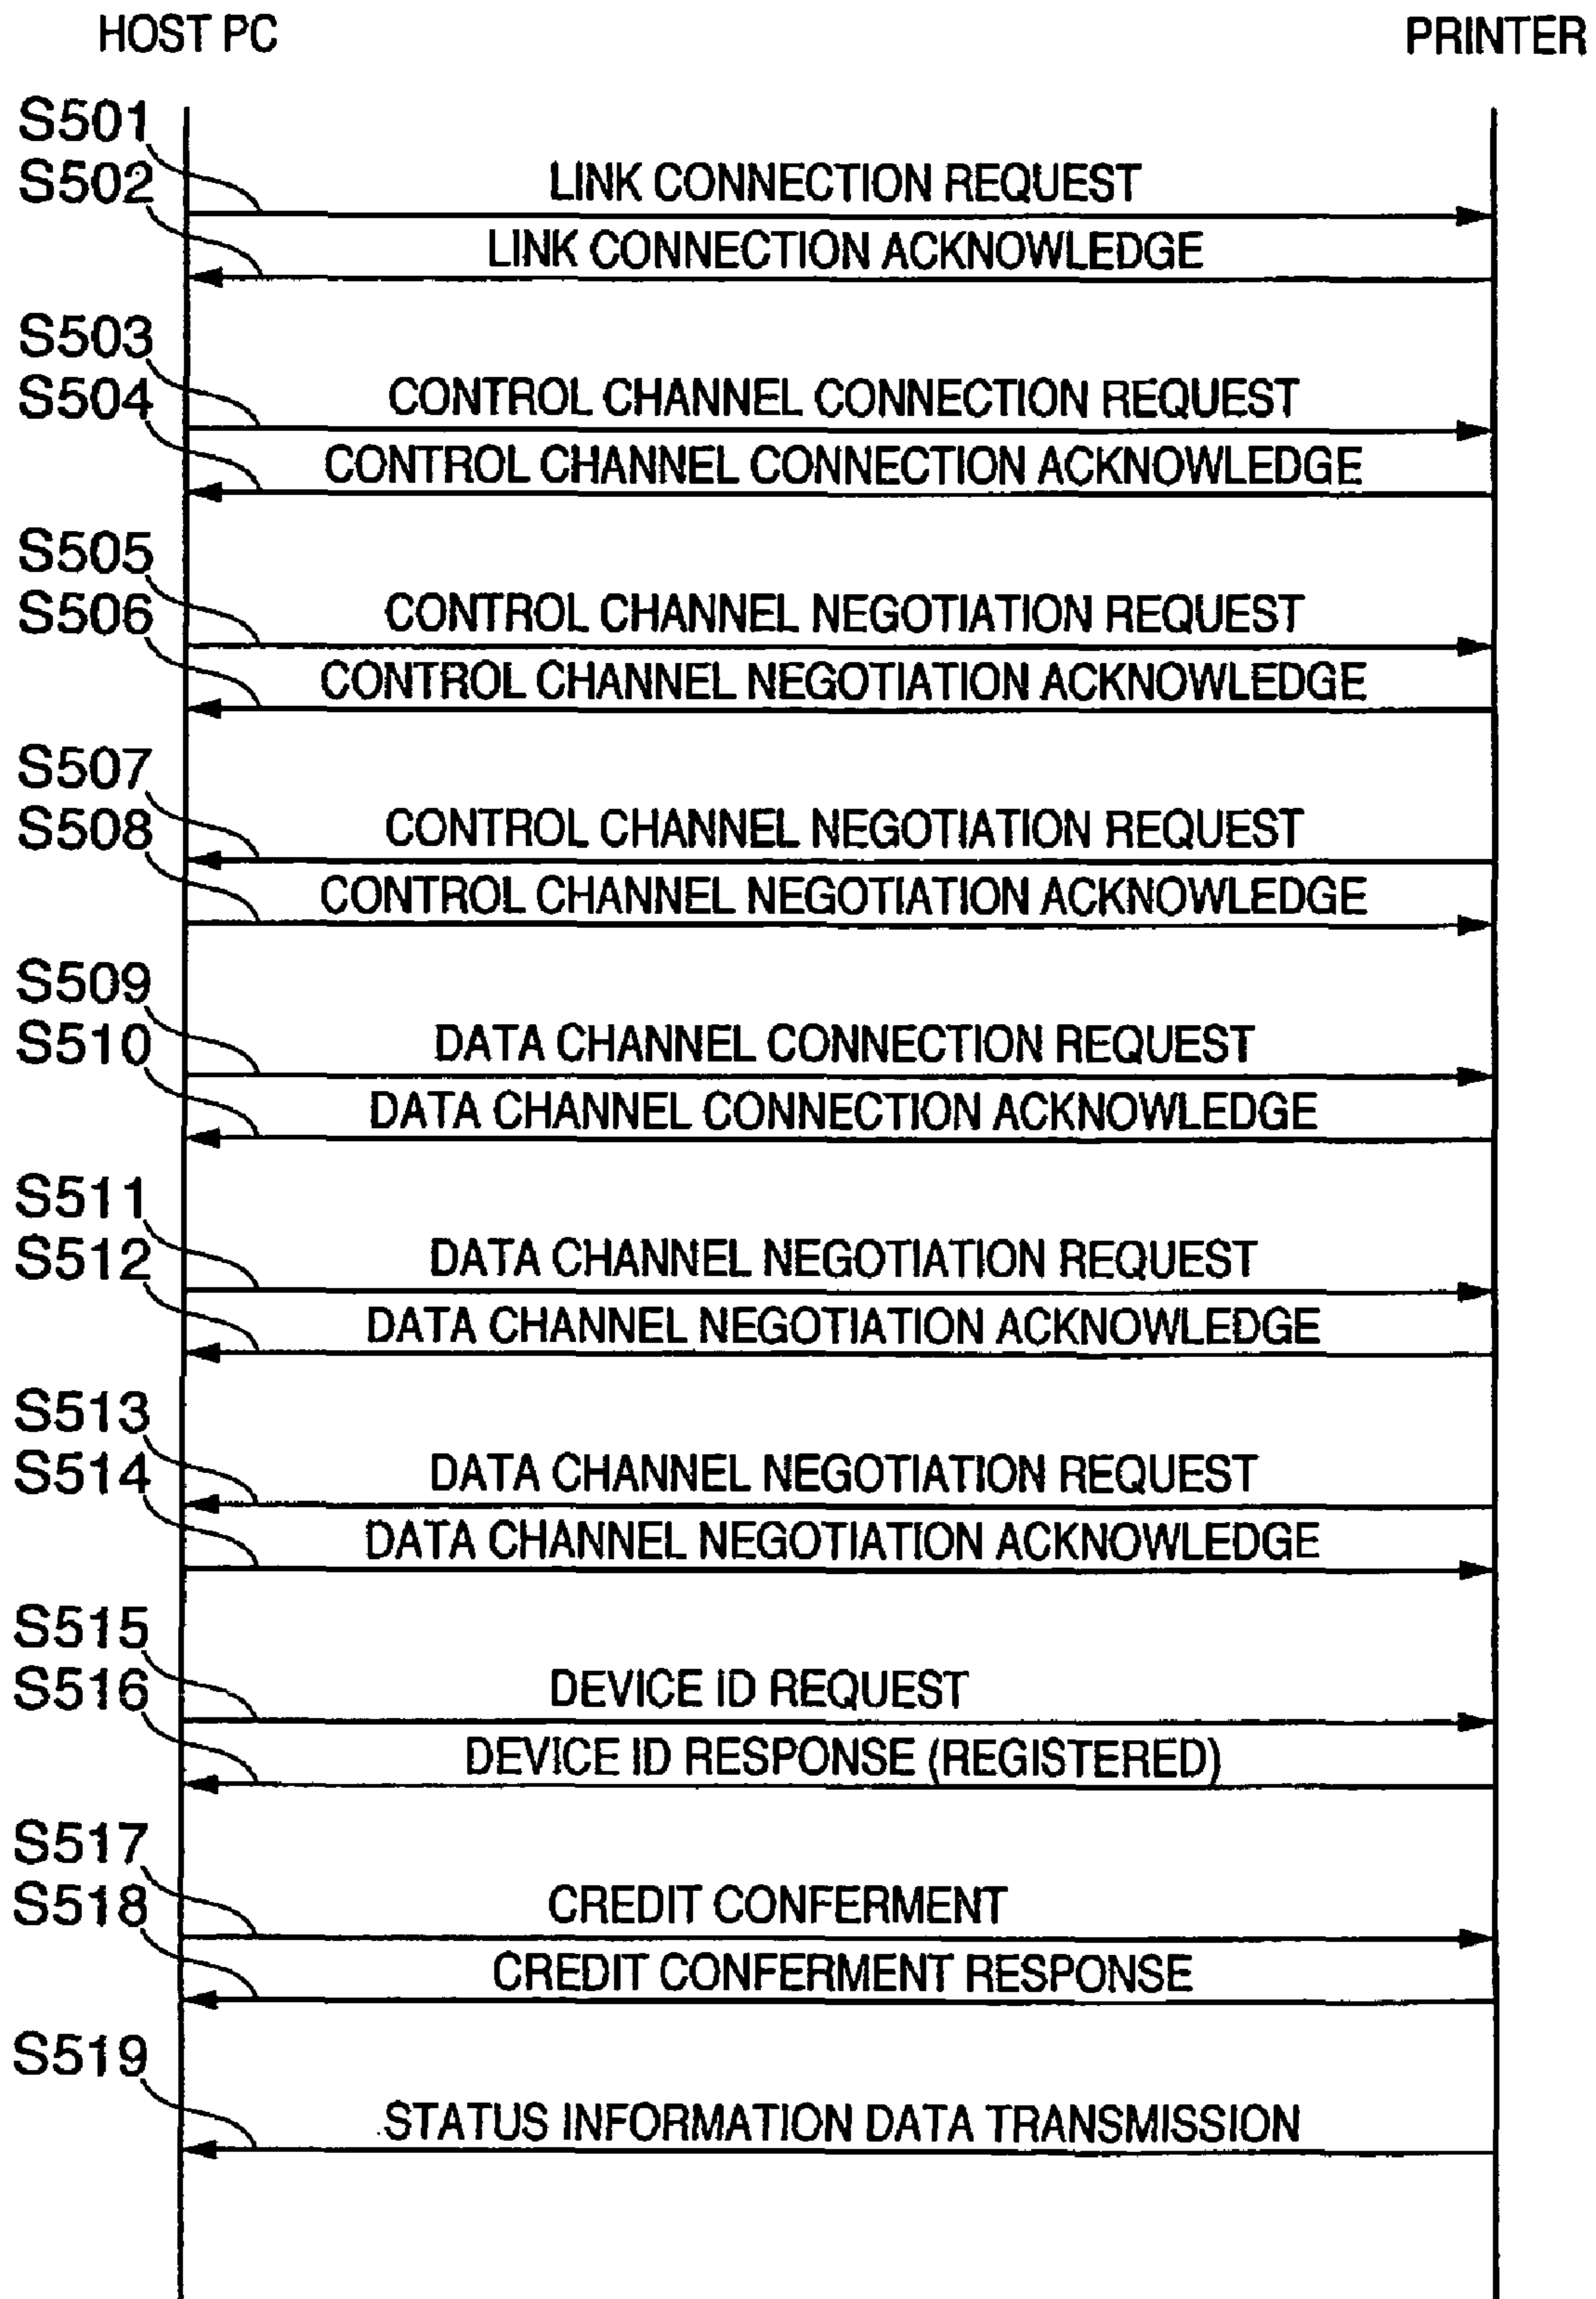 HOST PC
PRINTER
S501
S502
LINK CONNECTION REQUEST
LINK CONNECTION ACKNOWLEDGE
S503
S504
CONTROL CHANNEL CONNECTION REQUEST
CONTROL CHANNEL CONNECTION ACKNOWLEDGE
S505
S506
CONTROL CHANNEL NEGOTIATION REQUEST
CONTROL CHANNEL NEGOTIATION ACKNOWLEDGE
S507
S508
CONTROL CHANNEL NEGOTIATION REQUEST
CONTROL CHANNEL NEGOTIATION ACKNOWLEDGE
S509
S510
DATA CHANNEL CONNECTION REQUEST
DATA CHANNEL CONNECTION ACKNOWLEDGE
S511
S512
DATA CHANNEL NEGOTIATION REQUEST
DATA CHANNEL NEGOTIATION ACKNOWLEDGE
S513
S514
DATA CHANNEL NEGOTIATION REQUEST
DATA CHANNEL NEGOTIATION ACKNOWLEDGE
S515
S516
DEVICE ID REQUEST
DEVICE ID RESPONSE (REGISTERED)
S517
S518
CREDIT CONFERMENT
CREDIT CONFERMENT RESPONSE
S519
STATUS INFORMATION DATA TRANSMISSION